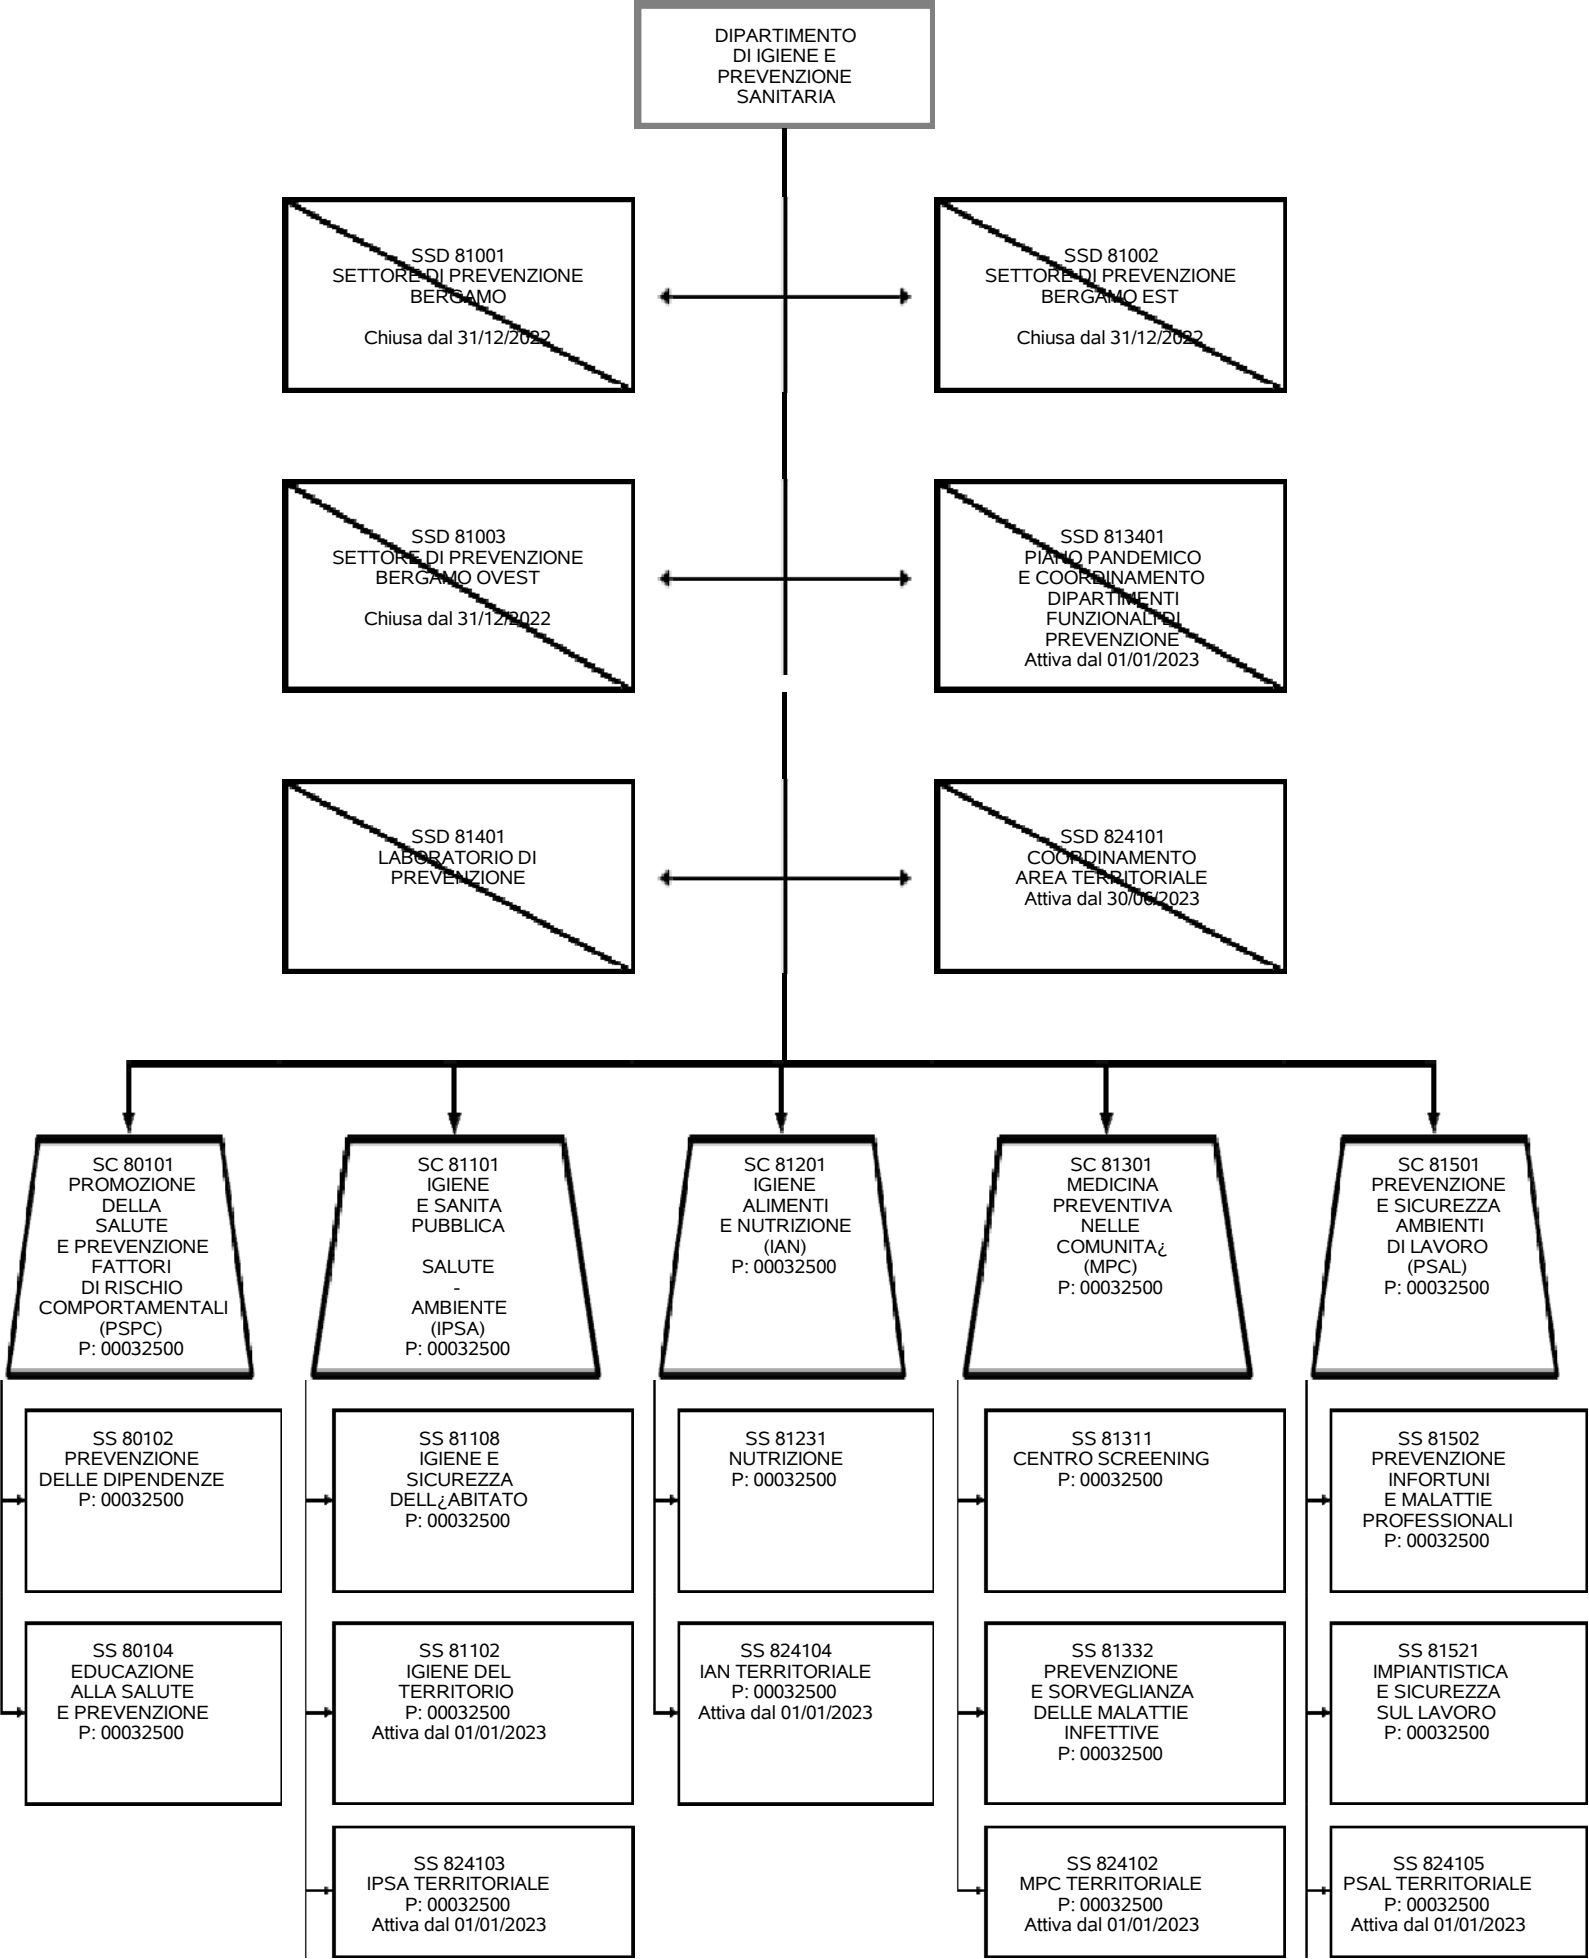 DIPARTIMENTO
DI IGIENE E
PREVENZIONE
SANITARIA
SSD 81001
SETTORE DI PREVENZIONE
BERGAMO
Chiusa dal 31/12/2022
SSD 81002
SETTORE DI PREVENZIONE
BERGAMO EST
Chiusa dal 31/12/2022
SSD 81003
SETTORE DI PREVENZIONE
BERGAMO OVEST
Chiusa dal 31/12/2022
SSD 813401
PIANO PANDEMICO
E COORDINAMENTO
DIPARTIMENTI
FUNZIONALI DI
PREVENZIONE
Attiva dal 01/01/2023
SSD 81401
LABORATORIO DI
PREVENZIONE
SSD 824101
COORDINAMENTO
AREA TERRITORIALE
Attiva dal 30/06/2023
SC 80101
PROMOZIONE
DELLA
SALUTE
E PREVENZIONE
FATTORI
DI RISCHIO
COMPORTAMENTALI
(PSPC)
P: 00032500
SC 81101
IGIENE
E SANITA
PUBBLICA
SALUTE
-
AMBIENTE
(IPSA)
P: 00032500
SC 81201
IGIENE
ALIMENTI
E NUTRIZIONE
(IAN)
P: 00032500
SC 81301
MEDICINA
PREVENTIVA
NELLE
COMUNITA¿
(MPC)
P: 00032500
SC 81501
PREVENZIONE
E SICUREZZA
AMBIENTI
DI LAVORO
(PSAL)
P: 00032500
SS 80102
PREVENZIONE
DELLE DIPENDENZE
P: 00032500
SS 81108
IGIENE E
SICUREZZA
DELL¿ABITATO
P: 00032500
SS 81231
NUTRIZIONE
P: 00032500
SS 81311
CENTRO SCREENING
P: 00032500
SS 81502
PREVENZIONE
INFORTUNI
E MALATTIE
PROFESSIONALI
P: 00032500
SS 80104
EDUCAZIONE
ALLA SALUTE
E PREVENZIONE
P: 00032500
SS 81102
IGIENE DEL
TERRITORIO
P: 00032500
Attiva dal 01/01/2023
SS 824104
IAN TERRITORIALE
P: 00032500
Attiva dal 01/01/2023
SS 81332
PREVENZIONE
E SORVEGLIANZA
DELLE MALATTIE
INFETTIVE
P: 00032500
SS 81521
IMPIANTISTICA
E SICUREZZA
SUL LAVORO
P: 00032500
SS 824103
IPSA TERRITORIALE
P: 00032500
Attiva dal 01/01/2023
SS 824102
MPC TERRITORIALE
P: 00032500
Attiva dal 01/01/2023
SS 824105
PSAL TERRITORIALE
P: 00032500
Attiva dal 01/01/2023